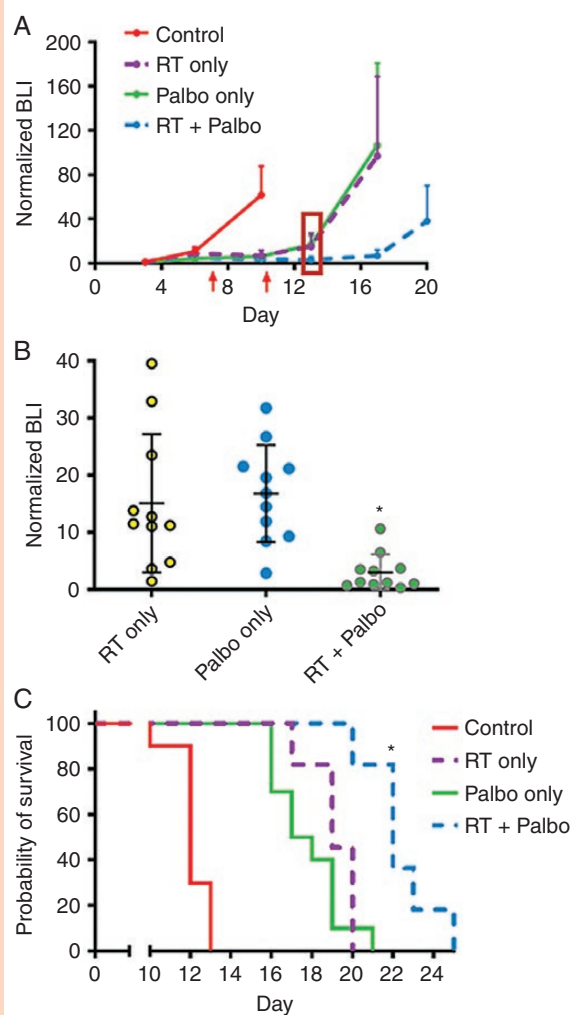 A
200
160
120
80
40
0
Normalized BLI
Control
RT only
Palbo only
RT + Palbo
0 4 8 12 16 20
Day
B
40
30
20
10
0
Normalized BLI
*
RT only
Palbo only
RT + Palbo
C
100
80
60
40
20
0
Probability of survival
*
Control
RT only
Palbo only
RT + Palbo
0 10 12 14 16 18 20 22 24
Day